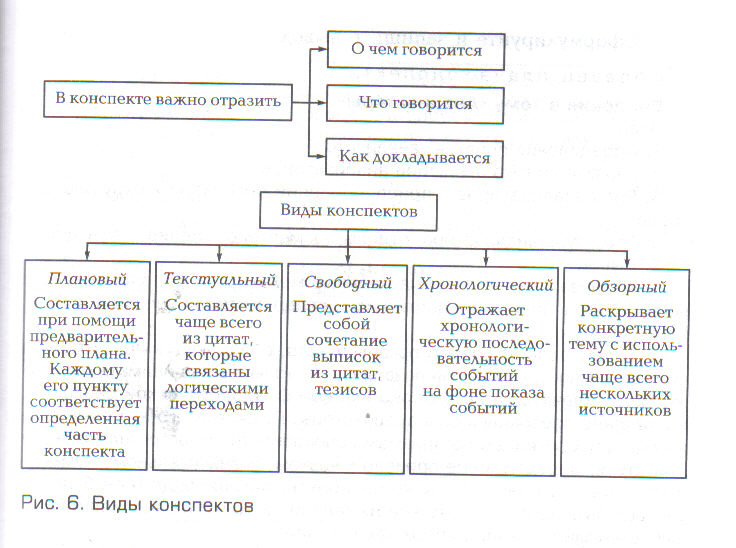 О чем говорится
В конспекте важно отразить
Что говорится
Как докладывается
Виды конспектов
Плановый
Составляется
при помощи
предваритель-
ного плана.
Каждому
его пункту
соответствует
определенная
часть
конспекта
Текстуальный
Составляется
чаще всего
из цитат,
которые
связаны
логическими
переходами
Свободный
Представляет
собой
сочетание
выписок
из цитат,
тезисов
Хронологический
Отражает
хронологи-
ческую последо-
вательность
событий
на фоне показа
событий
Обзорный
Раскрывает
конкретную
тему с исполь-
зованием
чаще всего
нескольких
источников
Рис. 6. Виды конспектов